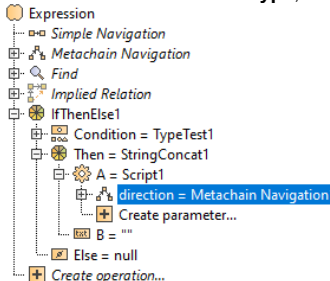 Expression
Simple Navigation
Metachain Navigation
Find
Implied Relation
IfThenElse1
Condition = TypeTest1
Then = StringConcat1
A = Script1
direction = Metachain Navigation
Create parameter...
txt B = ""
Else = null
Create operation...